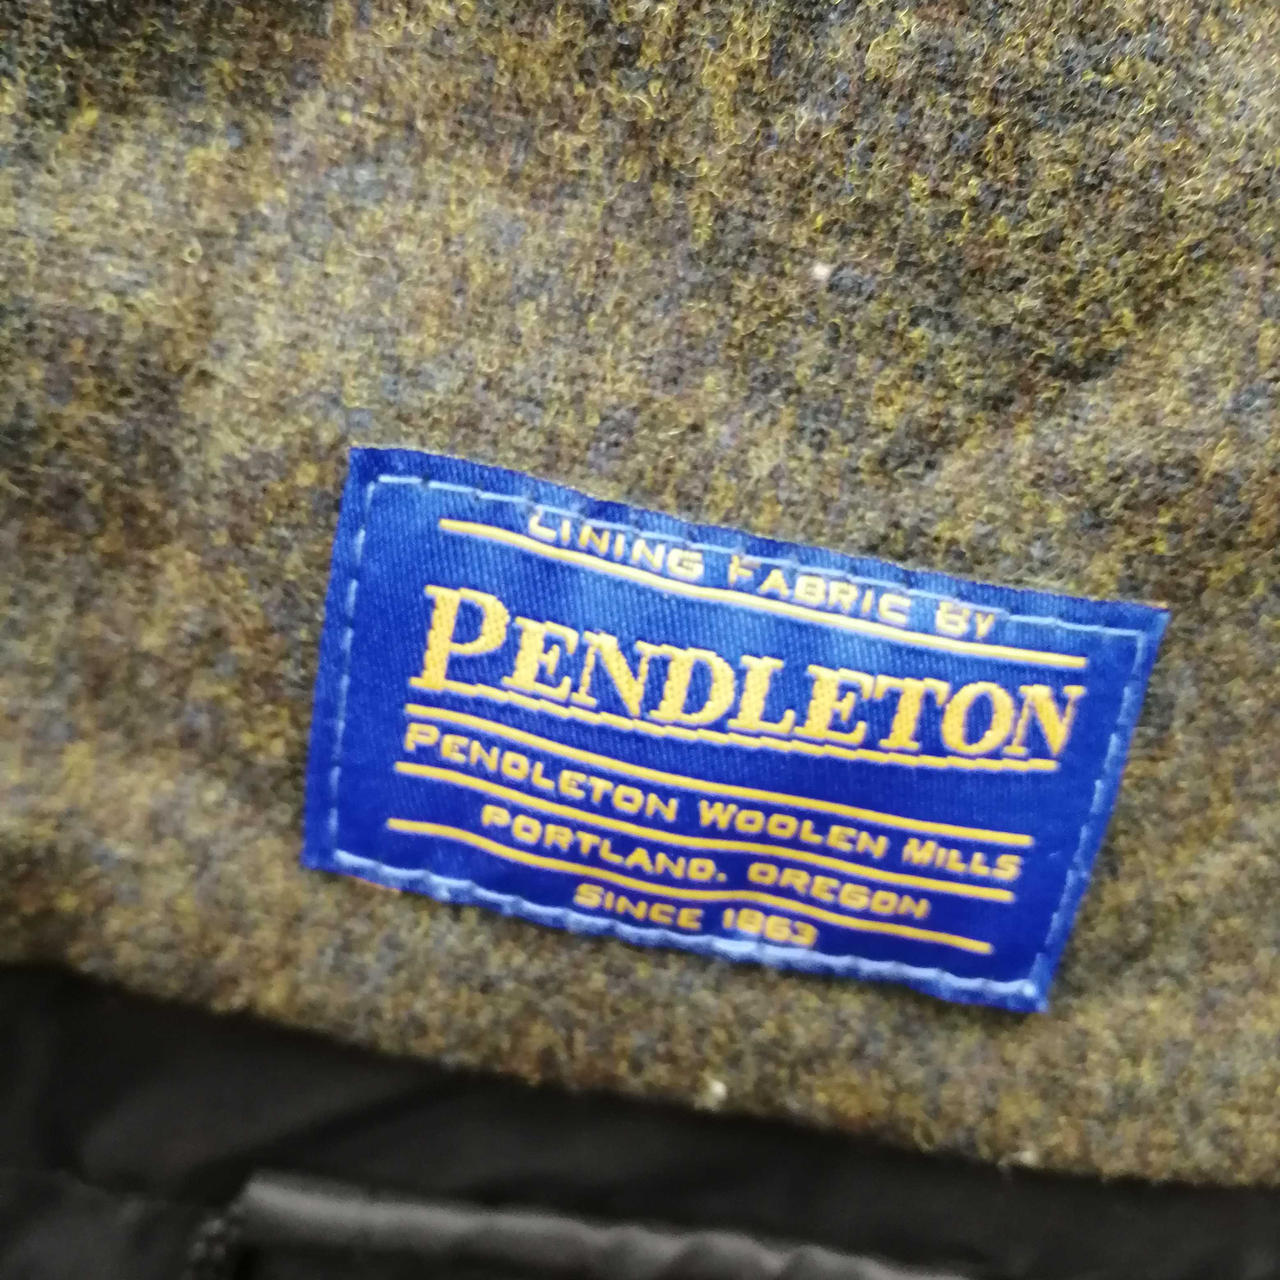 LINING FABRIC BY
PENDLETON
PENDLETON WOOLEN MILLS
PORTLAND, OREGON
SINCE 1863